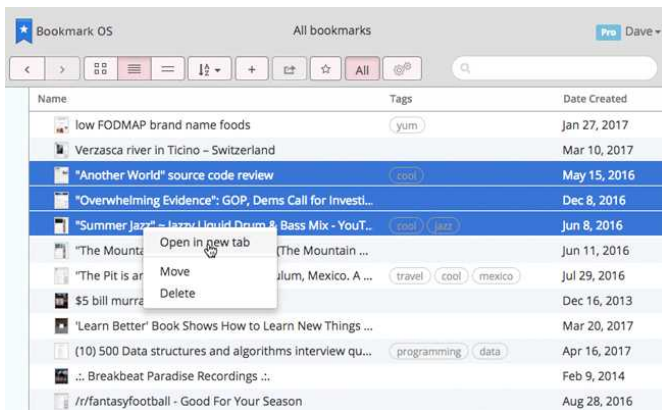 Bookmark OS All bookmarks Pro Dave
All
Name Tags Date Created
low FODMAP brand name foods yum Jan 27, 2017
Verzasca river in Ticino – Switzerland Mar 10, 2017
"Another World" source code review cool May 15, 2016
"Overwhelming Evidence": GOP, Dems Call for Investi... Dec 8, 2016
"Summer Jazz" ~ Jazzy Liquid Drum & Bass Mix - YouT.. cool jazz Jun 8, 2016
Open in new tab
"The (The Mountain ... Jun 11, 2016
Move
"The Pit is Mexico. A ... travel cool mexico Jul 29, 2016
Delete
$5 bill Dec 16, 2013
'Learn Better' Book Shows How to Learn New Things ... Mar 20, 2017
(10) 500 Data structures and algorithms interview qu... programming data Apr 16, 2017
.:. Breakbeat Paradise Recordings .:. Feb 9, 2014
/r/fantasyfootball - Good For Your Season Aug 28, 2016